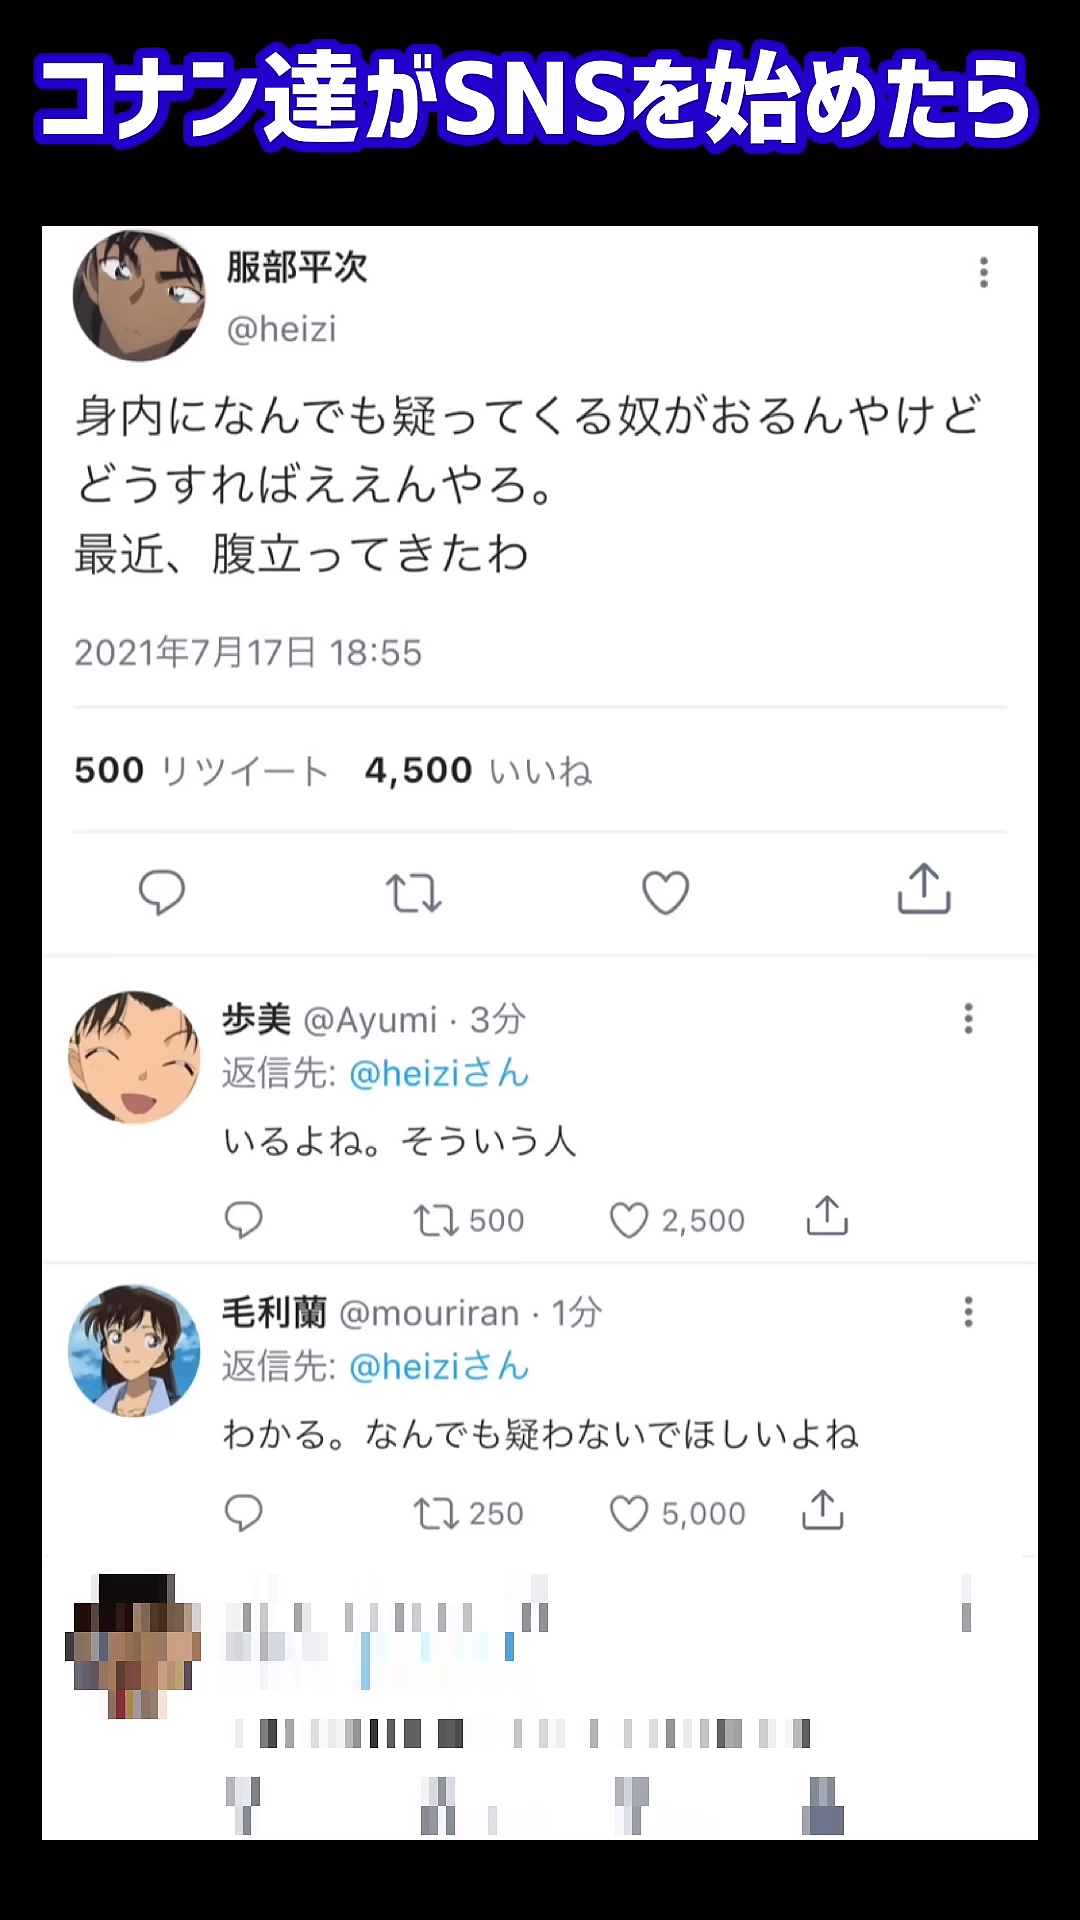 コナン達がSNSを始めたら
服部平次
@heizi
身内になんでも疑ってくる奴がおるんやけど
どうすればええんやろ。
最近、腹立ってきたわ
2021年7月17日 18:55
500 リツイート 4,500 いいね
歩美 @Ayumi · 3分
返信先: @heiziさん
いるよね。そういう人
500 2,500
毛利蘭 @mouriran · 1分
返信先: @heiziさん
わかる。なんでも疑わないでほしいよね
250 5,000